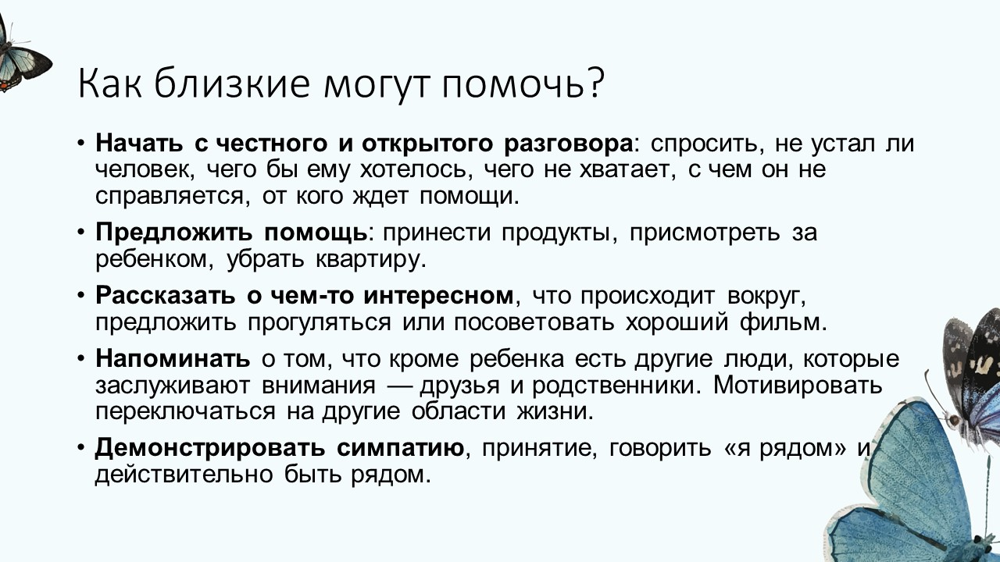 Как близкие могут помочь?
• Начать с честного и открытого разговора: спросить, не устал ли
человек, чего бы ему хотелось, чего не хватает, с чем он не
справляется, от кого ждет помощи.
• Предложить помощь: принести продукты, присмотреть за
ребенком, убрать квартиру.
• Рассказать о чем-то интересном, что происходит вокруг,
предложить прогуляться или посоветовать хороший фильм.
• Напоминать о том, что кроме ребенка есть другие люди, которые
заслуживают внимания — друзья и родственники. Мотивировать
переключаться на другие области жизни.
• Демонстрировать симпатию, принятие, говорить «я рядом» и
действительно быть рядом.